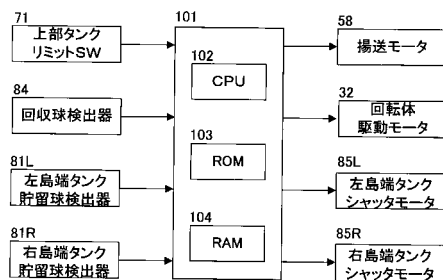 71
上部タンク
リミットSW
84
回収球検出器
81L
左島端タンク
貯留球検出器
81R
右島端タンク
貯留球検出器
101
102
CPU
103
ROM
104
RAM
58
揚送モータ
32
回転体
駆動モータ
85L
左島端タンク
シャッタモータ
85R
右島端タンク
シャッタモータ